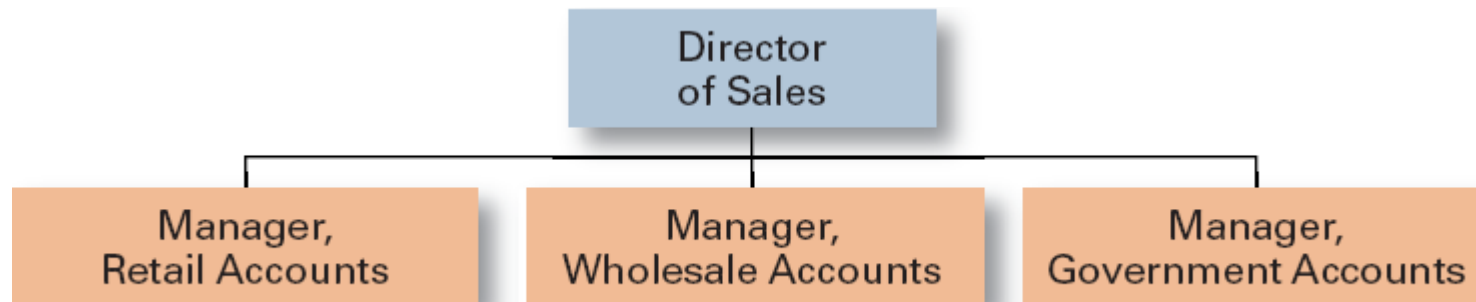 Director
of Sales
Manager,
Retail Accounts
Manager,
Wholesale Accounts
Manager,
Government Accounts